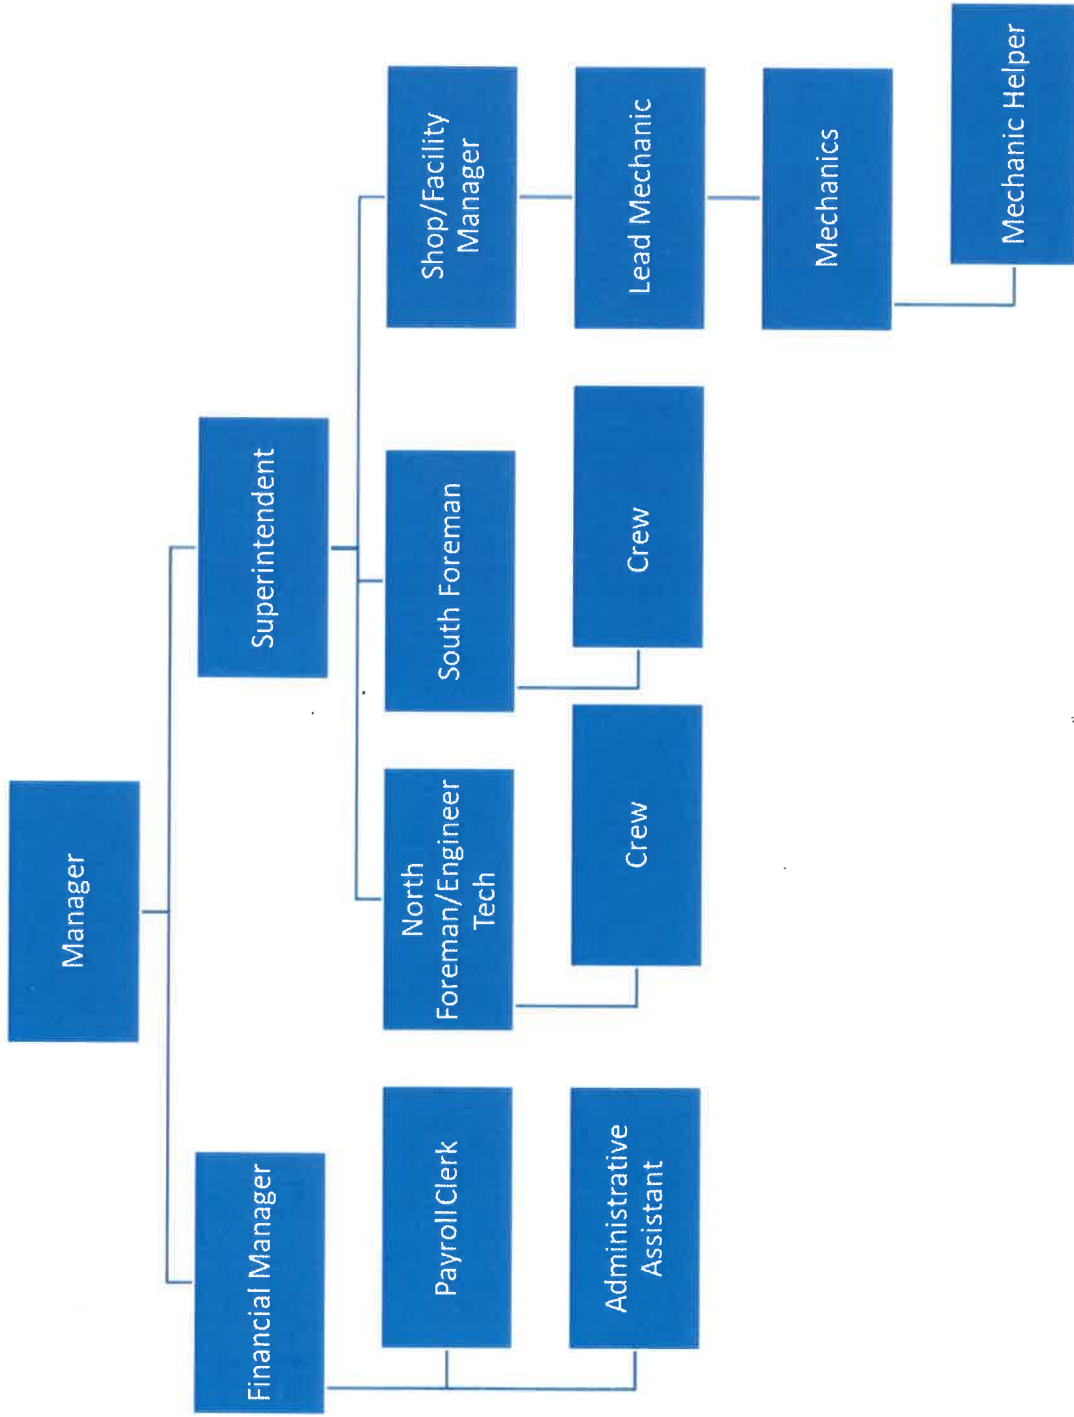 Manager
Financial Manager
Superintendent
Payroll Clerk
North
Foreman/Engineer
Tech
South Foreman
Shop/Facility
Manager
Administrative
Assistant
Crew
Crew
Lead Mechanic
Mechanics
Mechanic Helper